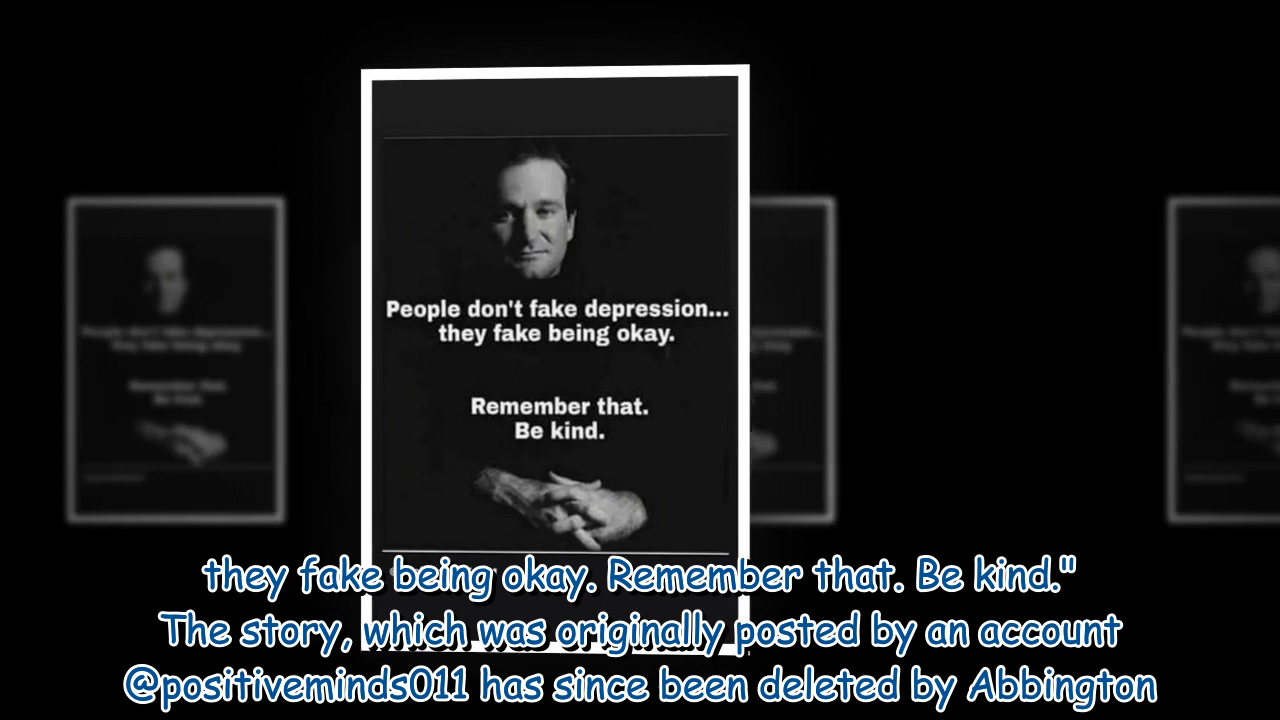 People don't fake depression...
they fake being okay.
Remember that.
Be kind.
they fake being okay. Remember that. Be kind."
The story, which was originally posted by an account
@positiveminds011 has since been deleted by Abbington